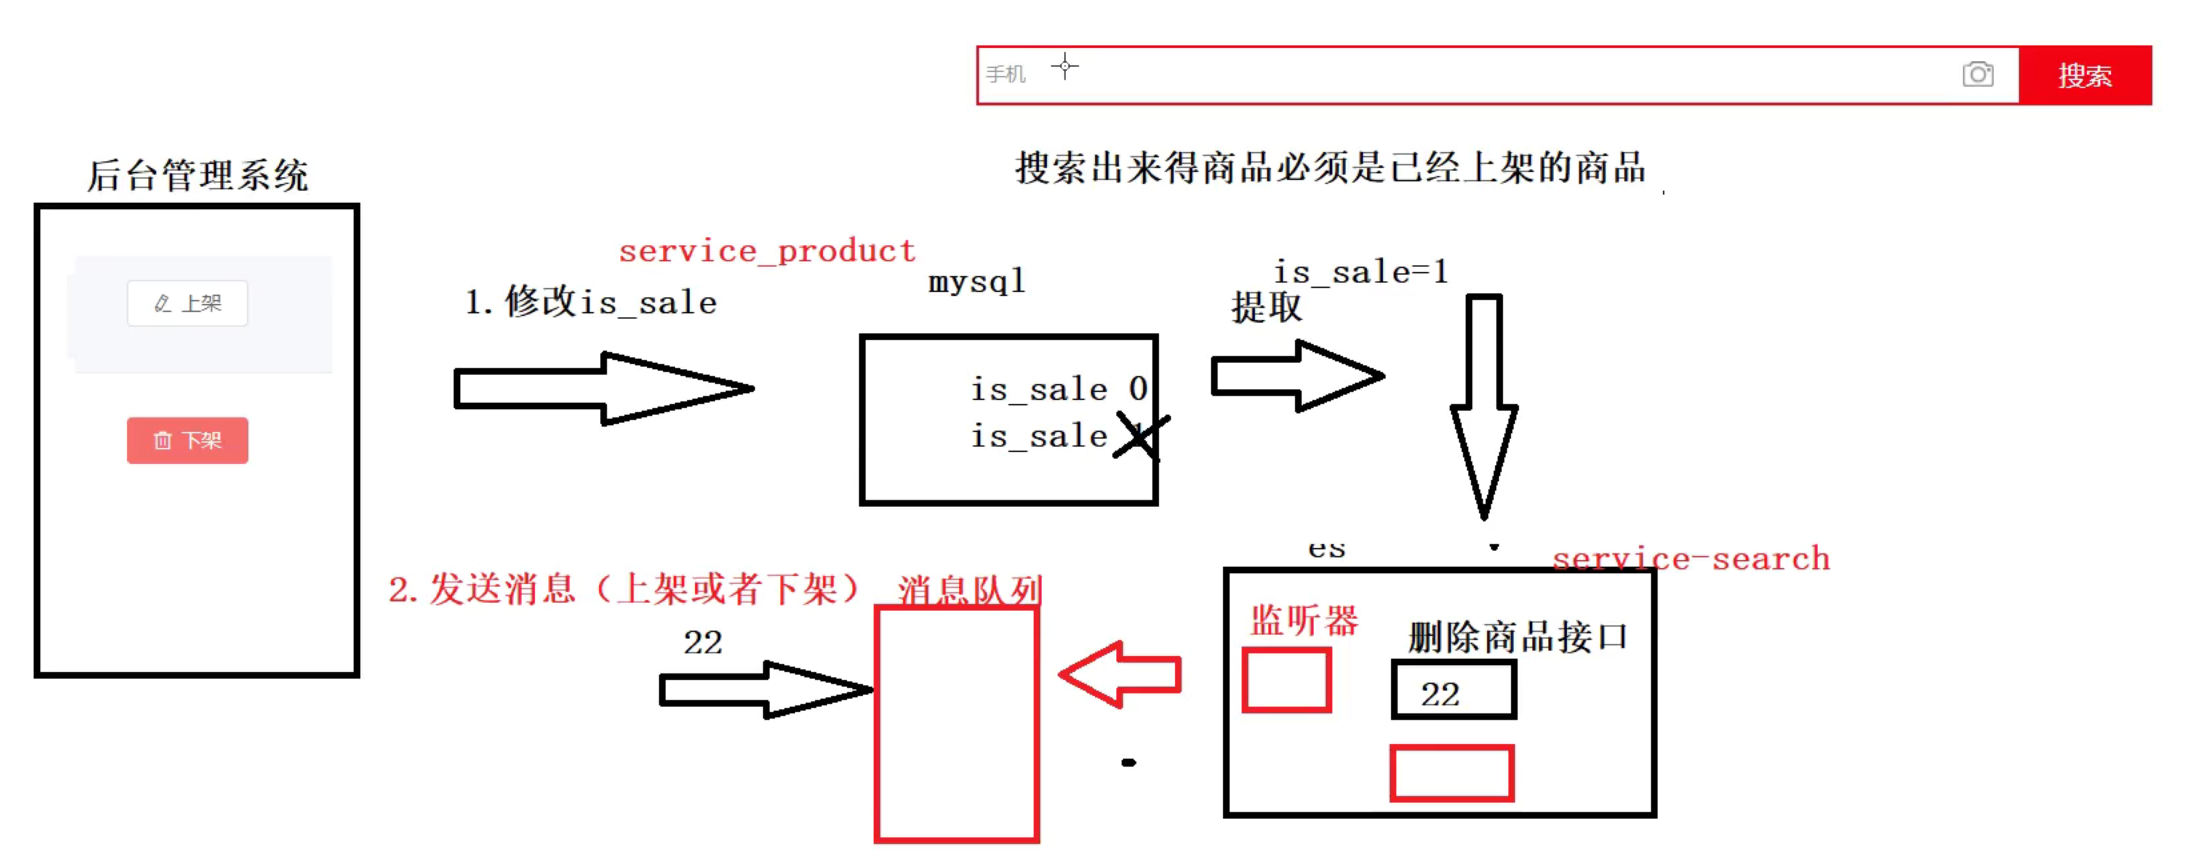 手机
搜索
搜索出来得商品必须是已经上架的商品
后台管理系统
上架
下架
service_product
1.修改is_sale
mysql
is_sale 0
is_sale 1
is_sale=1
提取
es
service-search
2.发送消息（上架或者下架）
消息队列
22
监听器
删除商品接口
22